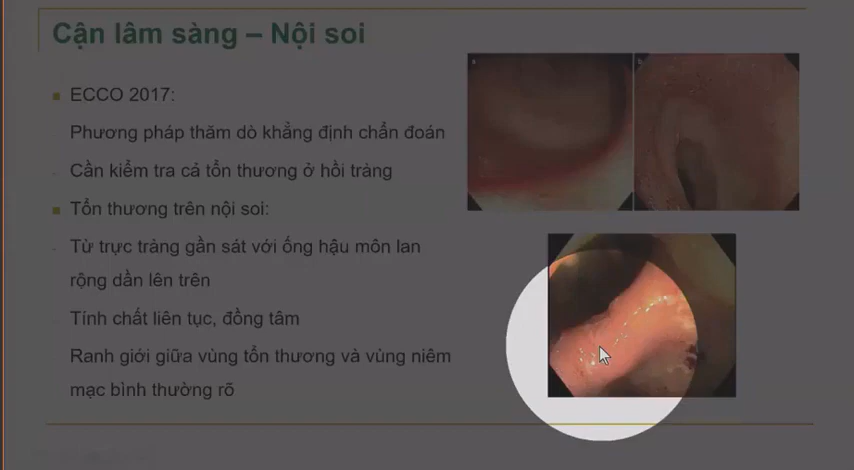 Cận lâm sàng – Nội soi
ECCO 2017:
Phương pháp thăm dò khẳng định chẩn đoán
- Cần kiểm tra cả tổn thương ở hồi tràng
Tổn thương trên nội soi:
- Từ trực tràng gần sát với ống hậu môn lan
rộng dần lên trên
- Tính chất liên tục, đồng tâm
Ranh giới giữa vùng tổn thương và vùng niêm
mạc bình thường rõ